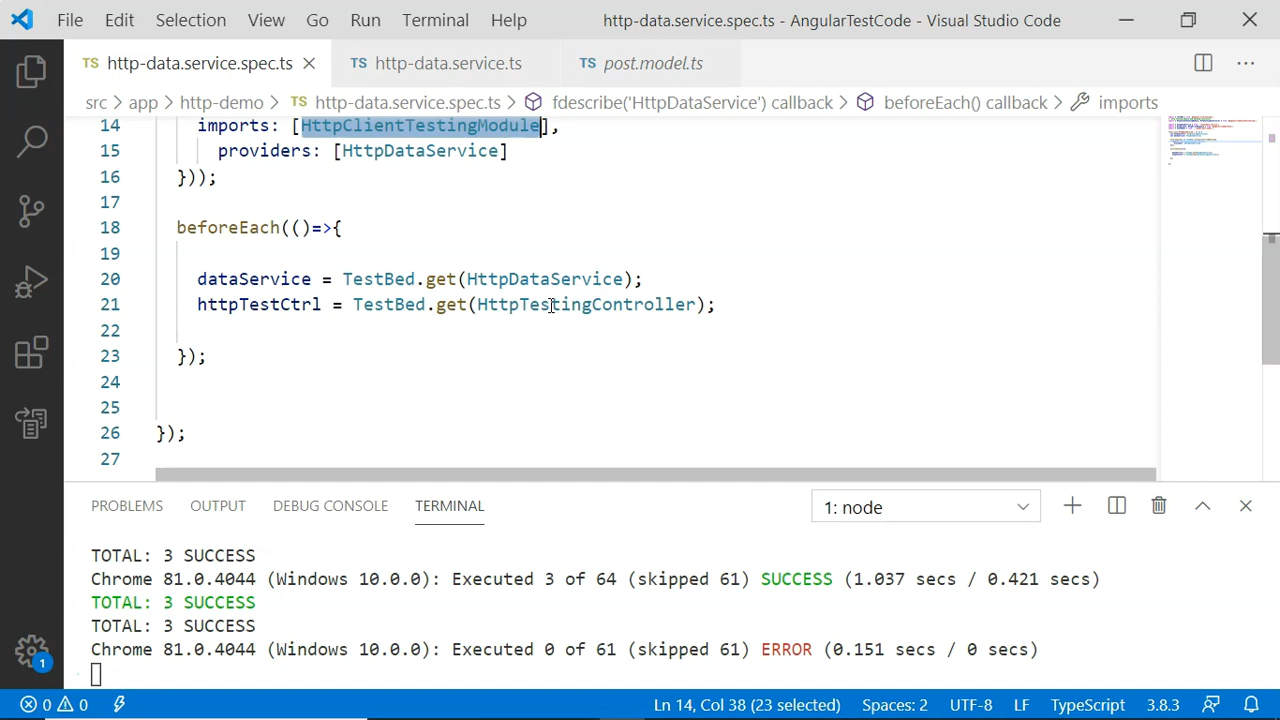 File Edit Selection View Go Run Terminal Help http-data.service.spec.ts - AngularTestCode - Visual Studio Code
TS http-data.service.spec.ts TS http-data.service.ts TS post.model.ts
src > app > http-demo > TS http-data.service.spec.ts > fdescribe('HttpDataService') callback > beforeEach() callback > imports
14 imports: [HttpClientTestingModule],
15 providers: [HttpDataService]
16 }));
17
18 beforeEach(()=>{
19
20 dataService = TestBed.get(HttpDataService);
21 httpTestCtrl = TestBed.get(HttpTestingController);
22
23 });
24
25
26 });
27
PROBLEMS OUTPUT DEBUG CONSOLE TERMINAL 1: node
TOTAL: 3 SUCCESS
Chrome 81.0.4044 (Windows 10.0.0): Executed 3 of 64 (skipped 61) SUCCESS (1.037 secs / 0.421 secs)
TOTAL: 3 SUCCESS
TOTAL: 3 SUCCESS
Chrome 81.0.4044 (Windows 10.0.0): Executed 0 of 61 (skipped 61) ERROR (0.151 secs / 0 secs)
1
0 0 Ln 14, Col 38 (23 selected) Spaces: 2 UTF-8 LF TypeScript 3.8.3